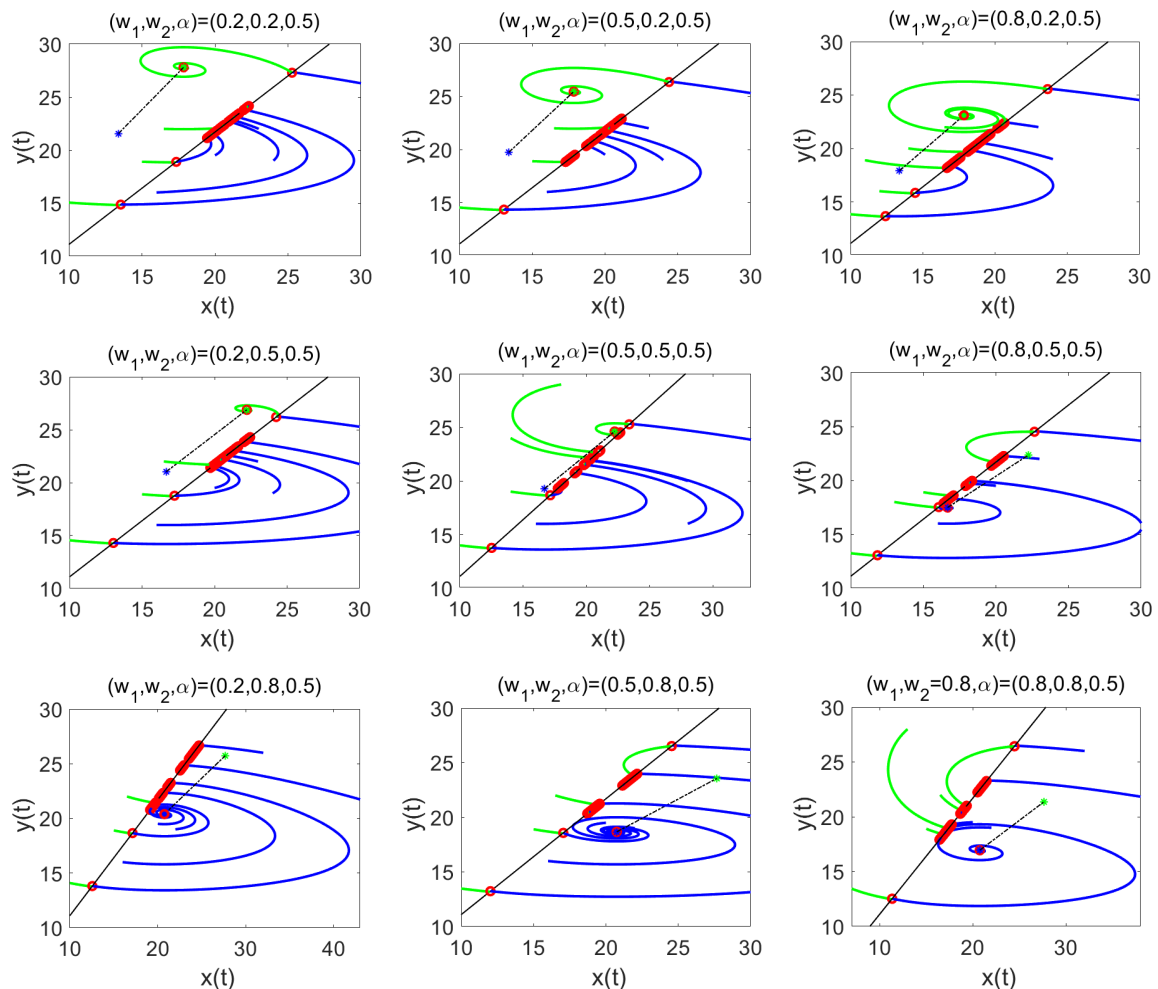 (w1,w2,α)=(0.2,0.2,0.5)
30
25
20
15
10
y(t)
10 15 20 25 30
x(t)
(w1,w2,α)=(0.5,0.2,0.5)
30
25
20
15
10
y(t)
10 15 20 25 30
x(t)
(w1,w2,α)=(0.8,0.2,0.5)
30
25
20
15
10
y(t)
10 15 20 25 30
x(t)
(w1,w2,α)=(0.2,0.5,0.5)
30
25
20
15
10
y(t)
10 15 20 25 30
x(t)
(w1,w2,α)=(0.5,0.5,0.5)
30
25
20
15
10
y(t)
10 15 20 25 30
x(t)
(w1,w2,α)=(0.8,0.5,0.5)
30
25
20
15
10
y(t)
10 15 20 25 30
x(t)
(w1,w2,α)=(0.2,0.8,0.5)
30
25
20
15
10
y(t)
10 20 30 40
x(t)
(w1,w2,α)=(0.5,0.8,0.5)
30
25
20
15
10
y(t)
10 15 20 25 30
x(t)
(w1,w2=0.8,α)=(0.8,0.8,0.5)
30
25
20
15
10
y(t)
10 20 30
x(t)